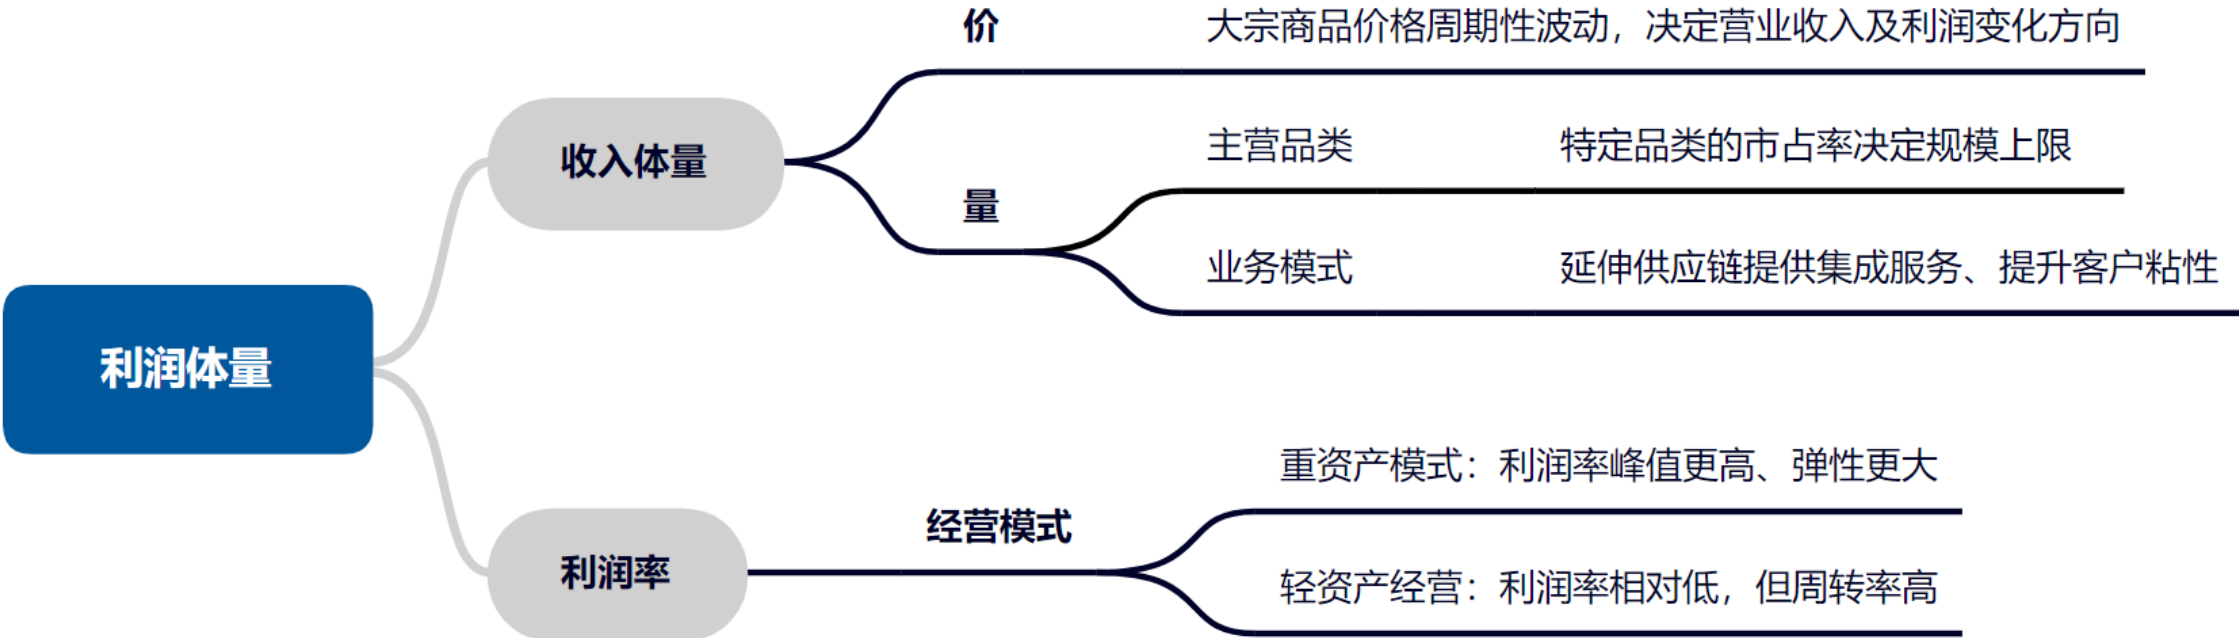 价
大宗商品价格周期性波动，决定营业收入及利润变化方向
收入体量
主营品类
特定品类的市占率决定规模上限
量
业务模式
延伸供应链提供集成服务、提升客户粘性
利润体量
重资产模式：利润率峰值更高、弹性更大
经营模式
利润率
轻资产经营：利润率相对低，但周转率高